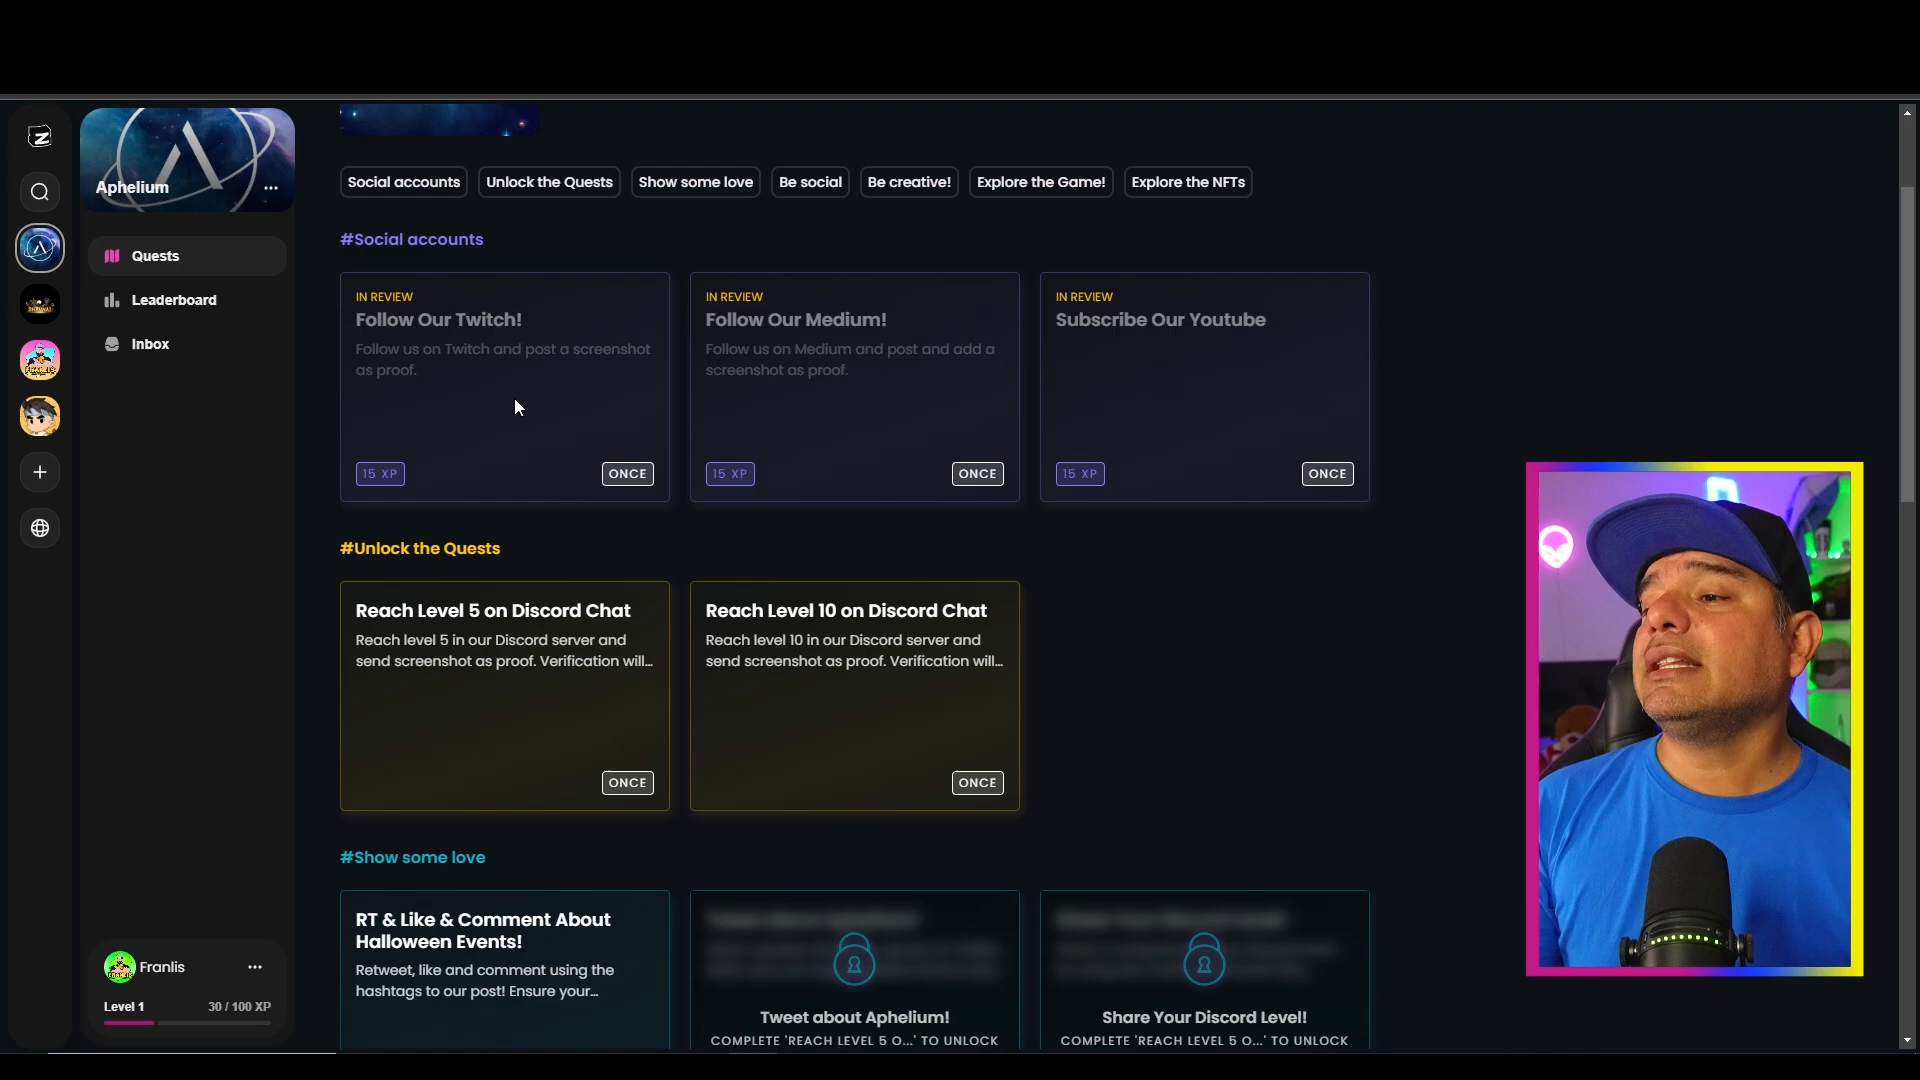 Aphelium
Quests
Leaderboard
Inbox
Franlis
Level 1
30 / 100 XP
Social accounts
Unlock the Quests
Show some love
Be social
Be creative!
Explore the Game!
Explore the NFTs
#Social accounts
IN REVIEW
Follow Our Twitch!
Follow us on Twitch and post a screenshot
as proof.
15 XP
ONCE
IN REVIEW
Follow Our Medium!
Follow us on Medium and post and add a
screenshot as proof.
15 XP
ONCE
IN REVIEW
Subscribe Our Youtube
15 XP
ONCE
#Unlock the Quests
Reach Level 5 on Discord Chat
Reach level 5 in our Discord server and
send screenshot as proof. Verification will...
ONCE
Reach Level 10 on Discord Chat
Reach level 10 in our Discord server and
send screenshot as proof. Verification will...
ONCE
#Show some love
RT & Like & Comment About
Halloween Events!
Retweet, like and comment using the
hashtags to our post! Ensure your...
Tweet about Aphelium!
COMPLETE 'REACH LEVEL 5 O...' TO UNLOCK
Share Your Discord Level!
COMPLETE 'REACH LEVEL 5 O...' TO UNLOCK